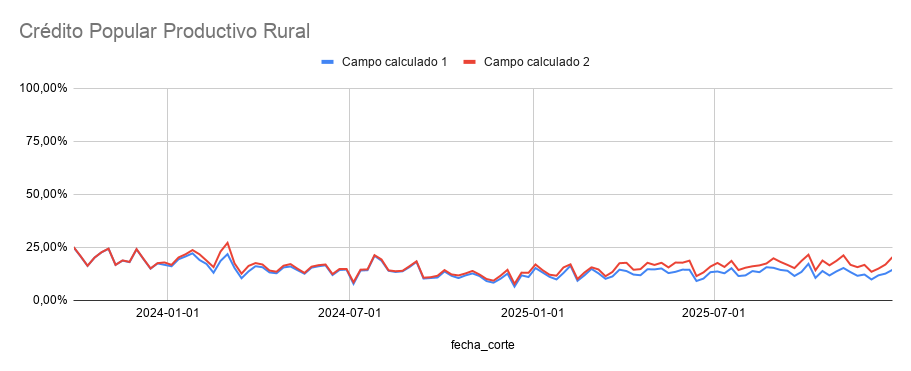 Crédito Popular Productivo Rural
Campo calculado 1 Campo calculado 2
100,00%
75,00%
50,00%
25,00%
0,00%
2024-01-01 2024-07-01 2025-01-01 2025-07-01
fecha_corte